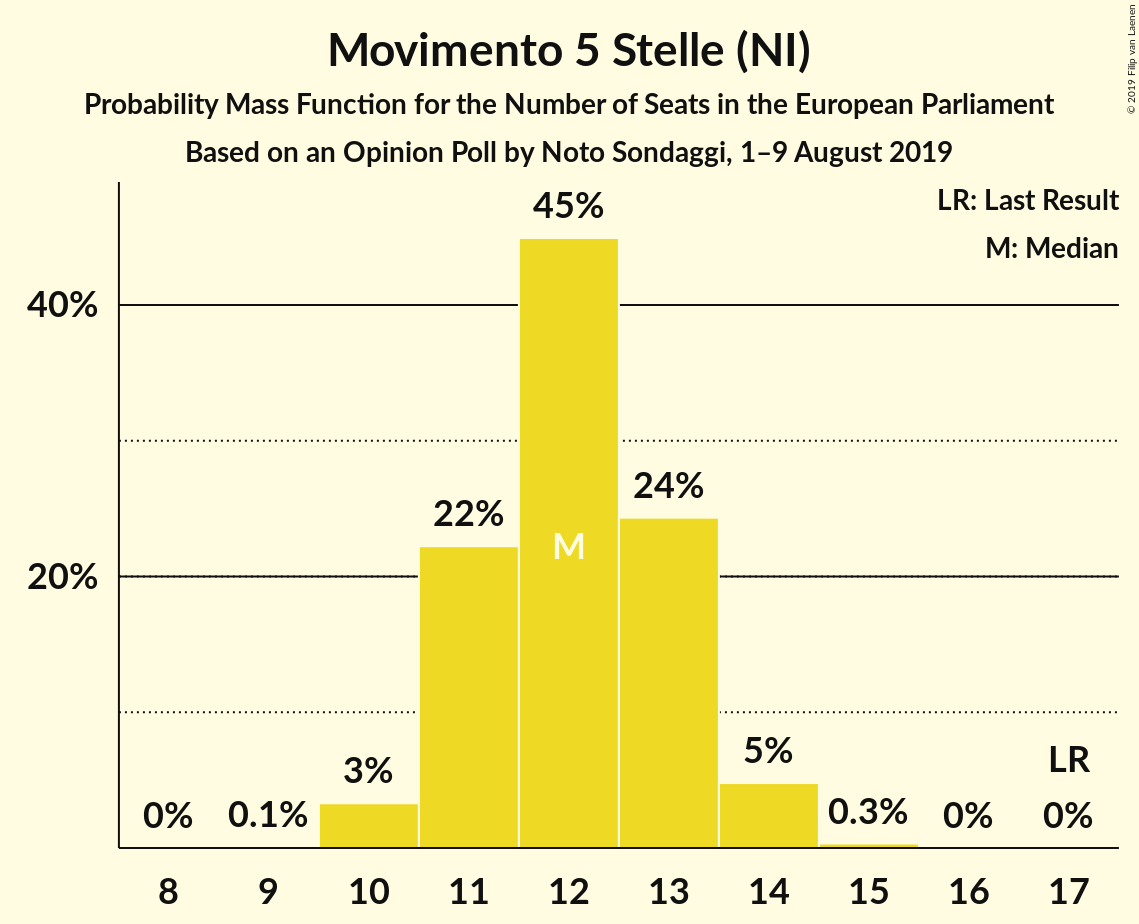 Movimento 5 Stelle (NI)
Probability Mass Function for the Number of Seats in the European Parliament
Based on an Opinion Poll by Noto Sondaggi, 1–9 August 2019
© 2019 Filip van Laenen
LR: Last Result
M: Median
45%
40%
24%
22%
M
20%
5%
3%
LR
0%
0.1%
0.3%
0%
0%
8 9 10 11 12 13 14 15 16 17